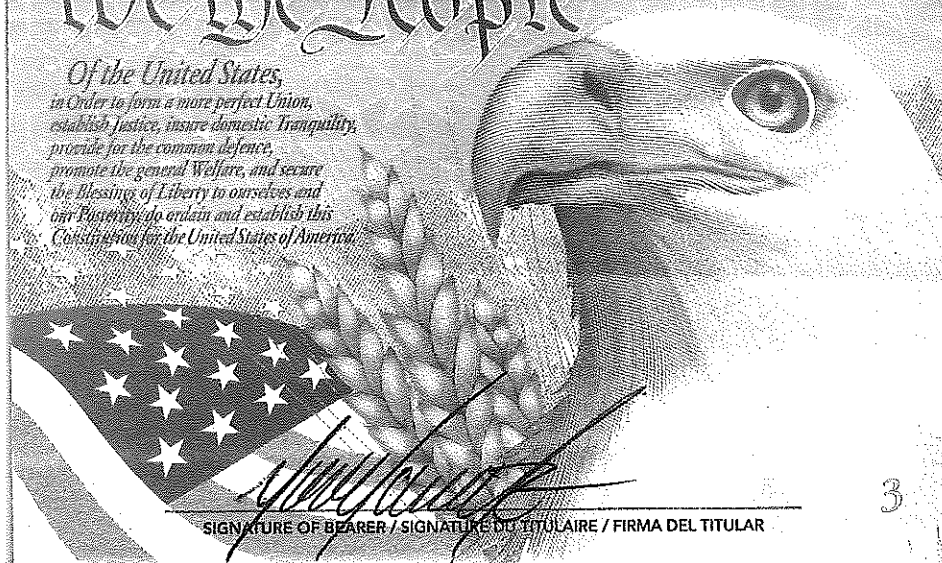 We the People
Of the United States,
in Order to form a more perfect Union,
establish Justice, insure domestic Tranquility,
provide for the common defence,
promote the general Welfare, and secure
the Blessings of Liberty to ourselves and
our Posterity, do ordain and establish this
Constitution for the United States of America.
SIGNATURE OF BEARER / SIGNATURE DU TITULAIRE / FIRMA DEL TITULAR
3